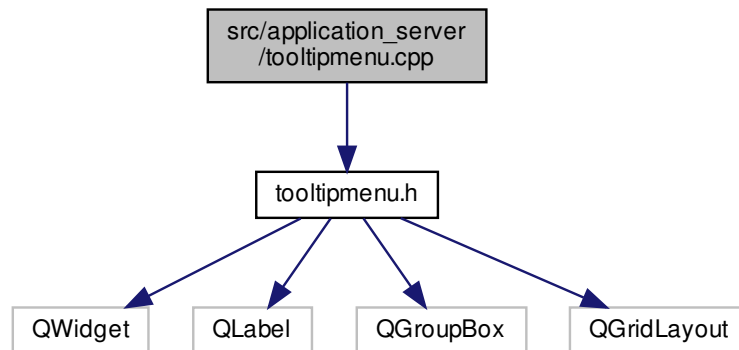 src/application_server
/tooltipmenu.cpp
tooltipmenu.h
QWidget
QLabel
QGroupBox
QGridLayout